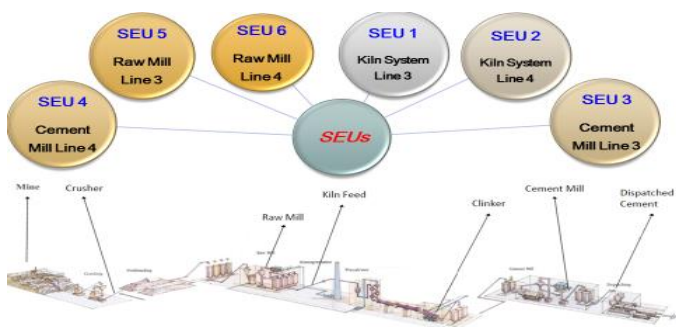 SEU 5
Raw Mill
Line 3
SEU 6
Raw Mill
Line 4
SEU 1
Kiln System
Line 3
SEU 2
Kiln System
Line 4
SEU 4
Cement
Mill Line 4
SEUs
SEU 3
Cement
Mill Line 3
Mine
Crusher
Raw Mill
Kiln Feed
Clinker
Cement Mill
Dispatched
Cement